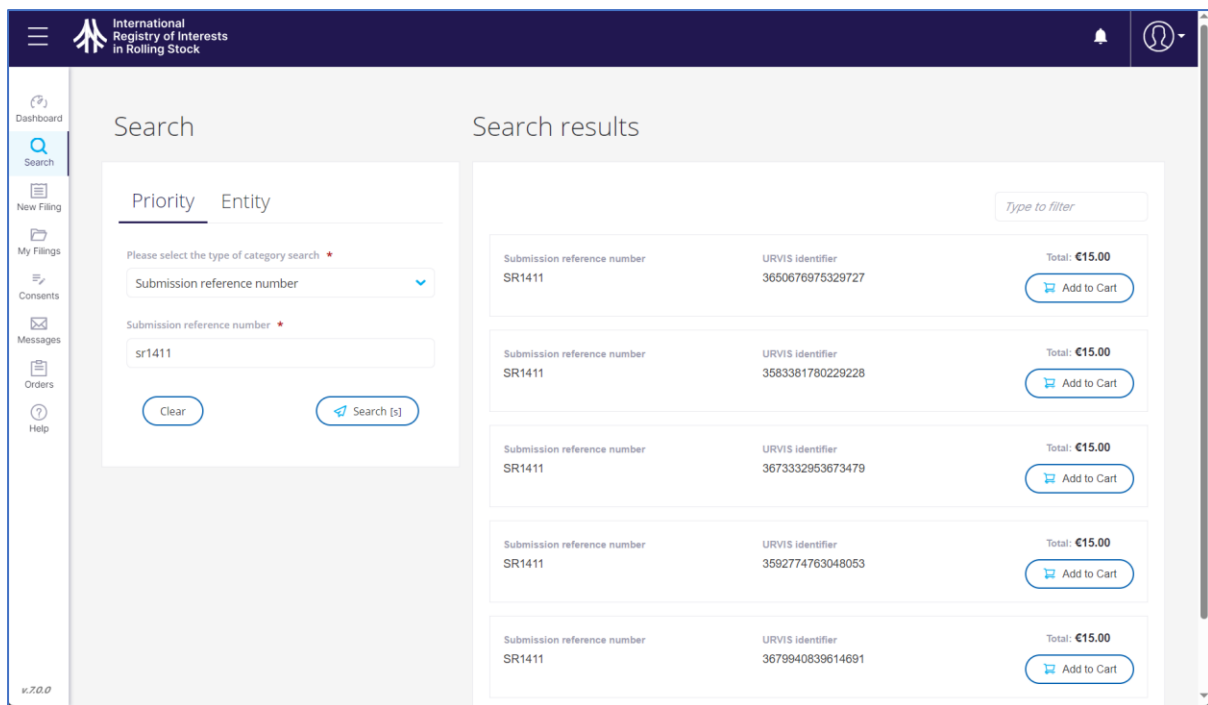 International
Registry of Interests
in Rolling Stock
Dashboard
Search
New Filing
My Filings
Consents
Messages
Orders
Help
v.7.0.0
Search
Priority Entity
Please select the type of category search *
Submission reference number
Submission reference number *
sr1411
Clear Search [s]
Search results
Type to filter
Submission reference number URVIS identifier Total: €15.00
SR1411 3650676975329727 Add to Cart
Submission reference number URVIS identifier Total: €15.00
SR1411 3583381780229228 Add to Cart
Submission reference number URVIS identifier Total: €15.00
SR1411 3673332953673479 Add to Cart
Submission reference number URVIS identifier Total: €15.00
SR1411 3592774763048053 Add to Cart
Submission reference number URVIS identifier Total: €15.00
SR1411 3679940839614691 Add to Cart